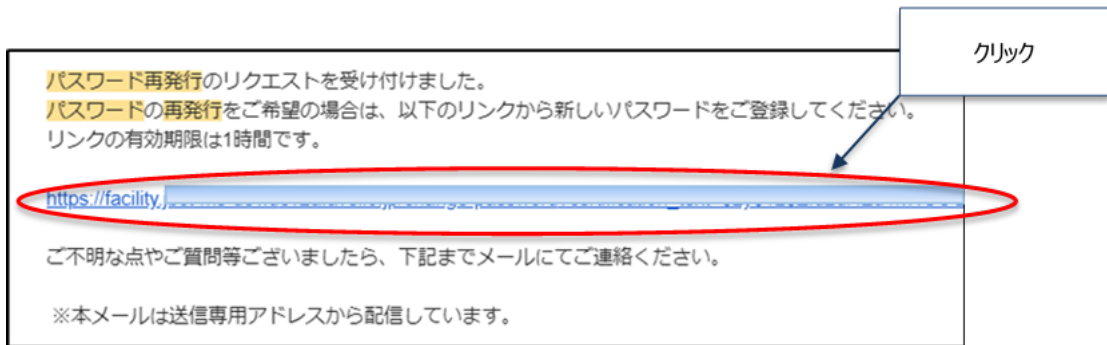 クリック
パスワード再発行のリクエストを受け付けました。
パスワードの再発行をご希望の場合は、以下のリンクから新しいパスワードをご登録してください。
リンクの有効期限は1時間です。
https://facility.
ご不明な点やご質問等ございましたら、下記までメールにてご連絡ください。
※本メールは送信専用アドレスから配信しています。